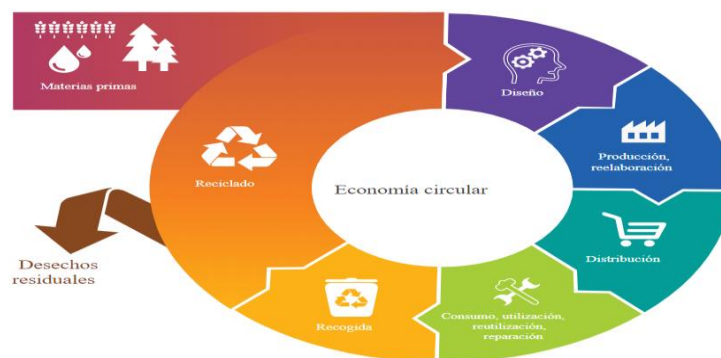 Materias primas
Diseño
Producción,
reelaboración
Distribución
Consumo, utilización,
reutilización,
reparación
Recogida
Reciclado
Desechos
residuales
Economía circular